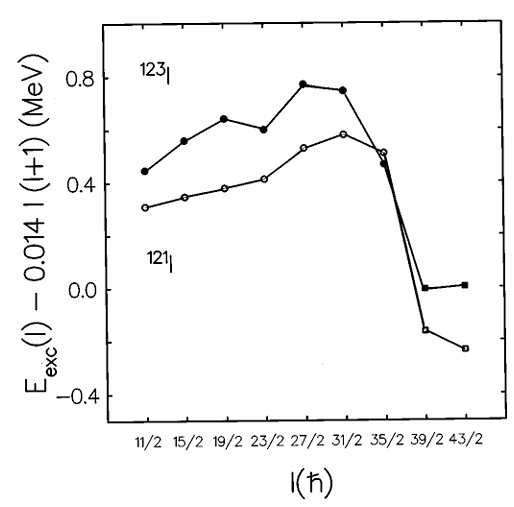 E_exc(I) − 0.014 I (I+1) (MeV)
0.8
0.4
0.0
−0.4
¹²³I
¹²¹I
11/2 15/2 19/2 23/2 27/2 31/2 35/2 39/2 43/2
I(ħ)